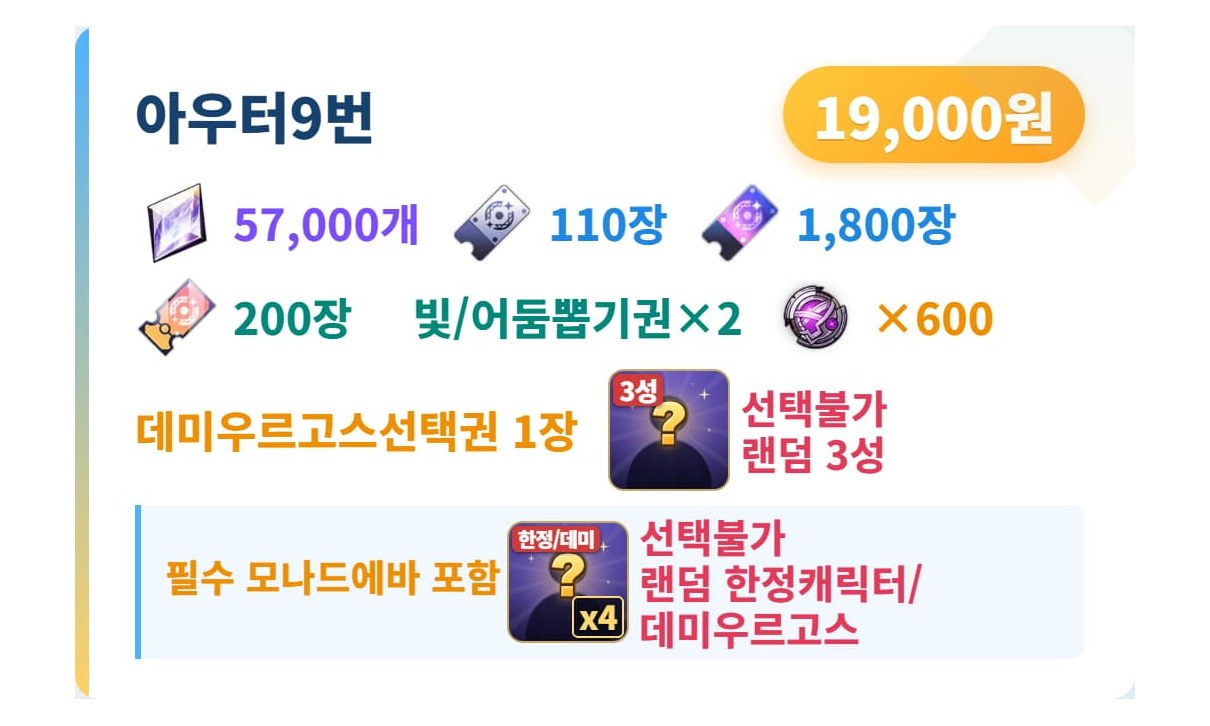 아우터9번 19,000원
57,000개 110장 1,800장
200장 빛/어둠뽑기권×2 ×600
데미우르고스선택권 1장 3성 ? 선택불가
랜덤 3성
필수 모나드에바 포함 한정/데미 ? x4 선택불가
랜덤 한정캐릭터/
데미우르고스